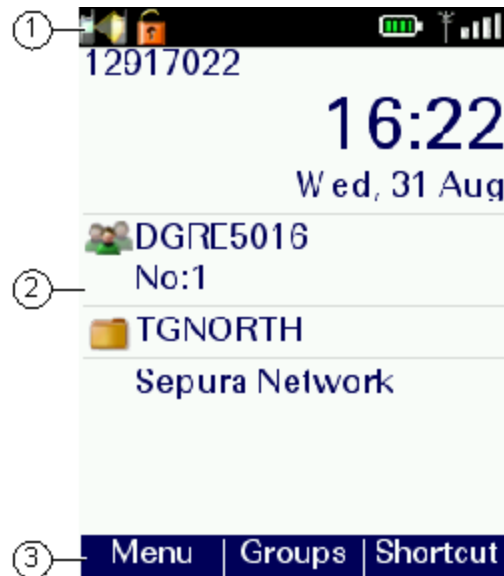 1
12917022
16:22
Wed, 31 Aug
DGRE5016
2
No:1
TGNORTH
Sepura Network
3
Menu Groups Shortcut